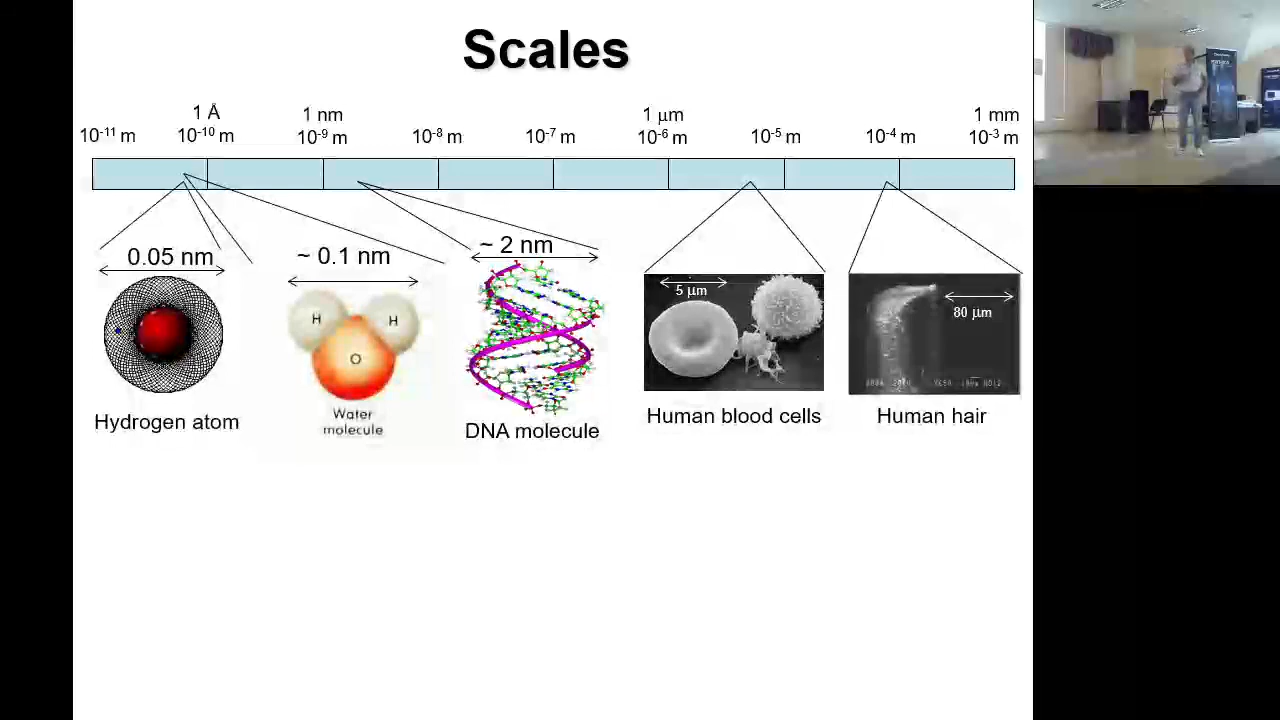 Scales
1 Å
1 nm
1 μm
1 mm
10⁻¹¹ m
10⁻¹⁰ m
10⁻⁹ m
10⁻⁸ m
10⁻⁷ m
10⁻⁶ m
10⁻⁵ m
10⁻⁴ m
10⁻³ m
0.05 nm
~ 0.1 nm
~ 2 nm
5 μm
80 μm
H
H
O
Water
molecule
Hydrogen atom
DNA molecule
Human blood cells
Human hair